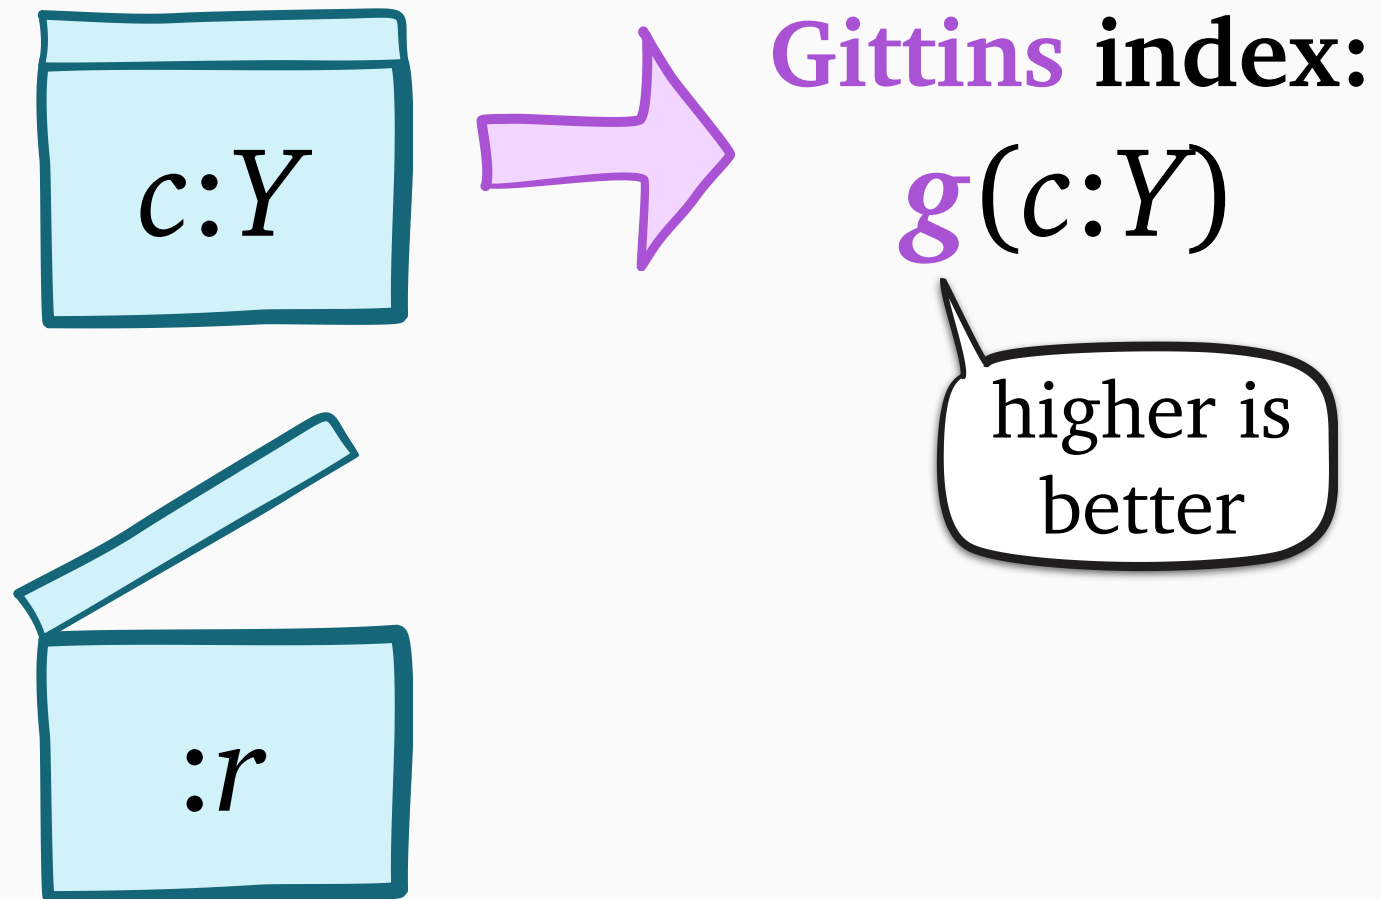 c:Y
Gittins index:
g(c:Y)
higher is
better
:r